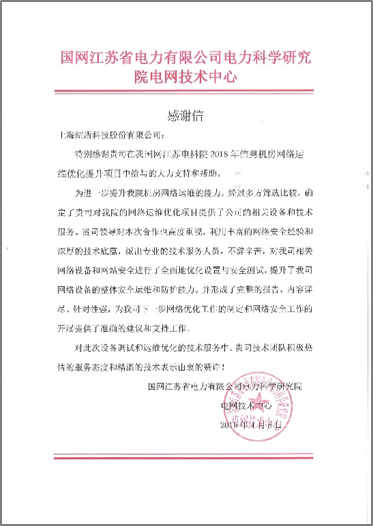 国网江苏省电力有限公司电力科学研究
院电网技术中心
感谢信
上海纽盾科技股份有限公司：
特别感谢贵司在我国网江苏电科院 2018 年信息机房网络运
维优化提升项目中给与的大力支持和帮助。
为进一步提升我院机房网络运维的能力，经过多方筛选比较，确
定了贵司对我院的网络运维优化项目提供了公司的相关设备和技术
服务。贵司领导对本次合作也高度重视，利用丰富的网络安全经验和
深厚的技术底蕴，派出专业的技术服务人员，不辞辛苦，对我司相关
网络设备和网站安全进行了全面地优化设置与安全测试，提升了我司
网络设备的整体安全运维和防护能力。并形成了完整的报告，内容详
尽、针对性强，为我司下一步网络优化工作的制定和网络安全工作的
开展提供了准确的建议和支持工作。
对此次设备调试和运维优化的技术服务中，贵司技术团队积极热
情的服务态度和精湛的技术表示由衷的赞许！
国网江苏省电力有限公司电力科学研究院
电网技术中心
2019 年 4 月 8 日